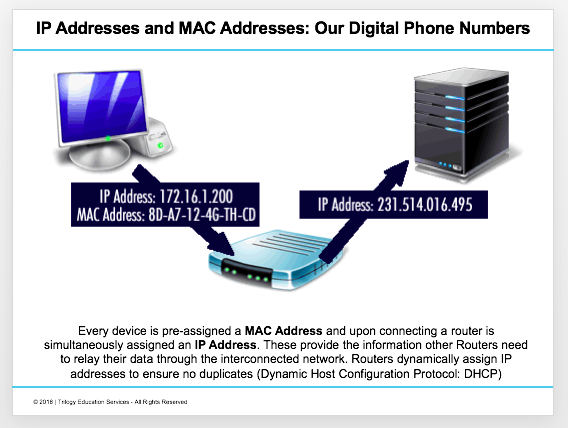 IP Addresses and MAC Addresses: Our Digital Phone Numbers
IP Address: 172.16.1.200
MAC Address: 8D-A7-12-4G-TH-CD
IP Address: 231.514.016.495
Every device is pre-assigned a MAC Address and upon connecting a router is
simultaneously assigned an IP Address. These provide the information other Routers need
to relay their data through the interconnected network. Routers dynamically assign IP
addresses to ensure no duplicates (Dynamic Host Configuration Protocol: DHCP)
© 2016 | Trilogy Education Services - All Rights Reserved